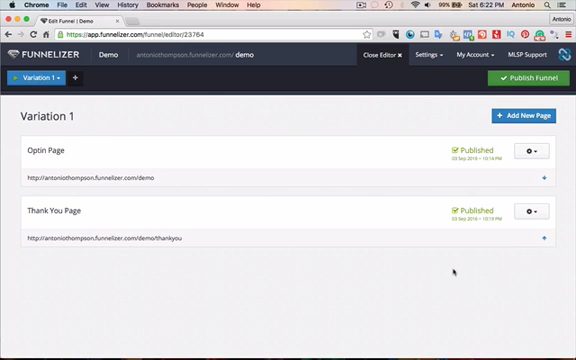 Chrome File Edit View History Bookmarks People Window Help 99% Sat 6:22 PM Antonio
Edit Funnel | Demo
Antonio
https://app.funnelizer.com/funnel/editor/23764
FUNNELIZER Demo antoniothompson.funnelizer.com/ demo Close Editor × Settings My Account MLSP Support
Variation 1 + Publish Funnel
Variation 1
+ Add New Page
Optin Page
Published
03 Sep 2016 - 10:14 PM
http://antoniothompson.funnelizer.com/demo
Thank You Page
Published
03 Sep 2016 - 10:19 PM
http://antoniothompson.funnelizer.com/demo/thankyou